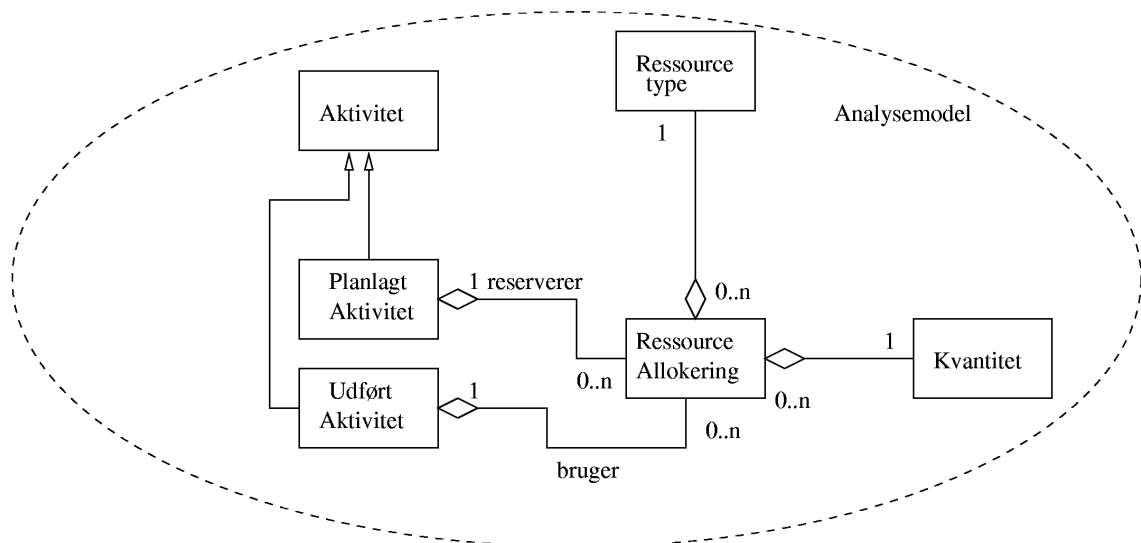 Ressource
type
Analysemodel
Aktivitet
1
Planlagt
Aktivitet
1 reserverer
0..n
Ressource
Allokering
0..n
1
Kvantitet
0..n
Udført
Aktivitet
1
0..n
bruger